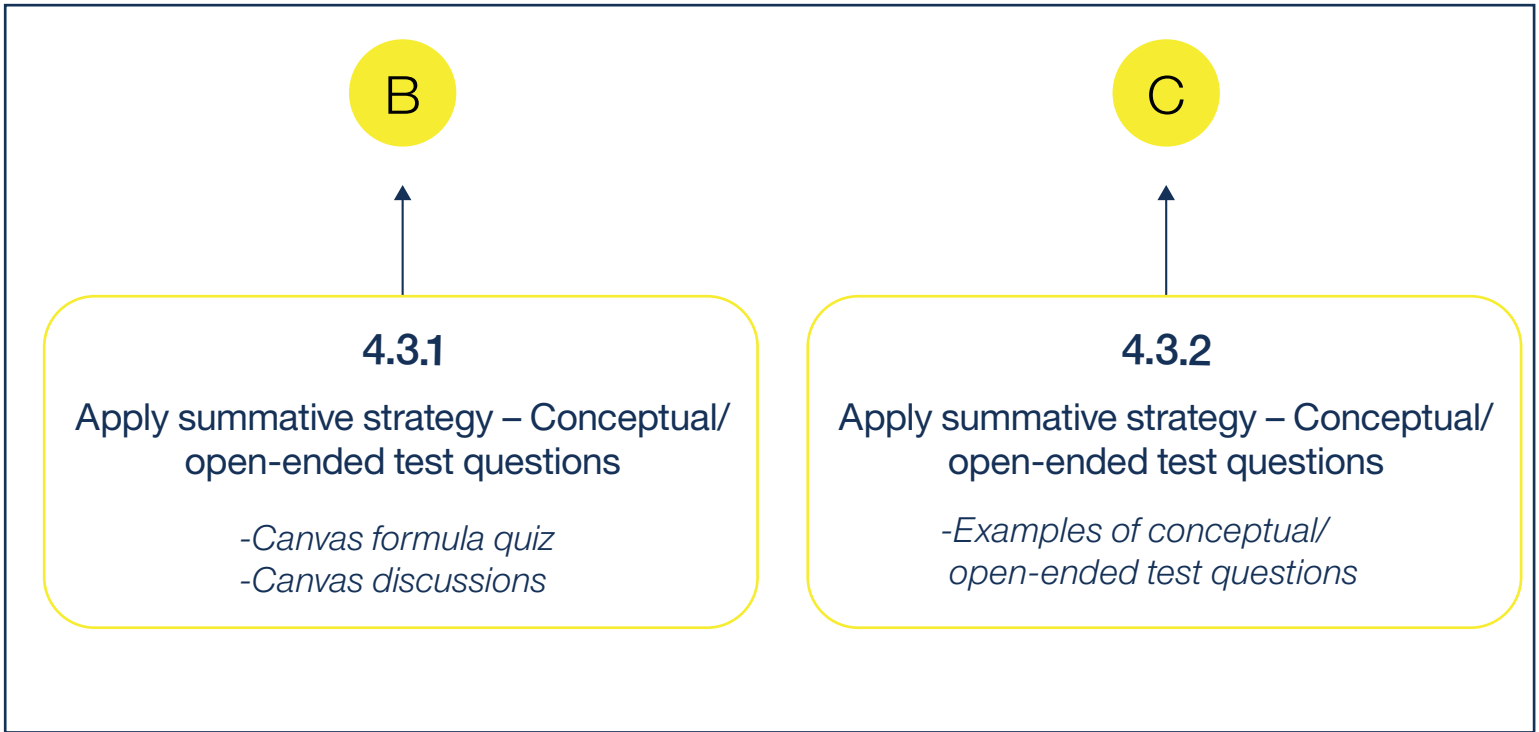 B
C
4.3.1
Apply summative strategy – Conceptual/
open-ended test questions
-Canvas formula quiz
-Canvas discussions
4.3.2
Apply summative strategy – Conceptual/
open-ended test questions
-Examples of conceptual/
open-ended test questions